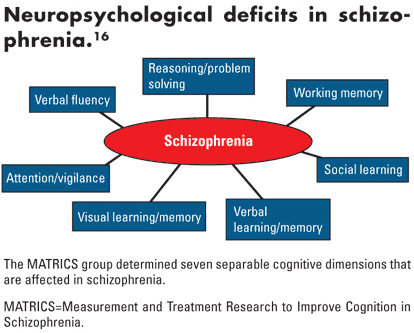 Neuropsychological deficits in schizo-
phrenia.16
Reasoning/problem
solving
Verbal fluency
Working memory
Schizophrenia
Attention/vigilance
Social learning
Visual learning/memory
Verbal
learning/memory
The MATRICS group determined seven separable cognitive dimensions that
are affected in schizophrenia.
MATRICS=Measurement and Treatment Research to Improve Cognition in
Schizophrenia.